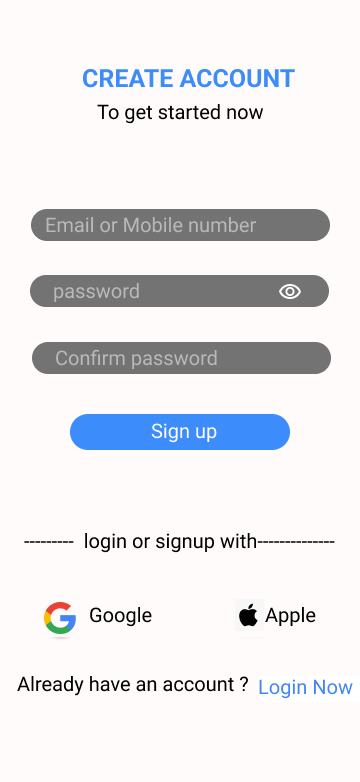 CREATE ACCOUNT
To get started now
Email or Mobile number
password
Confirm password
Sign up
--------- login or signup with--------------
Google Apple
Already have an account ? Login Now